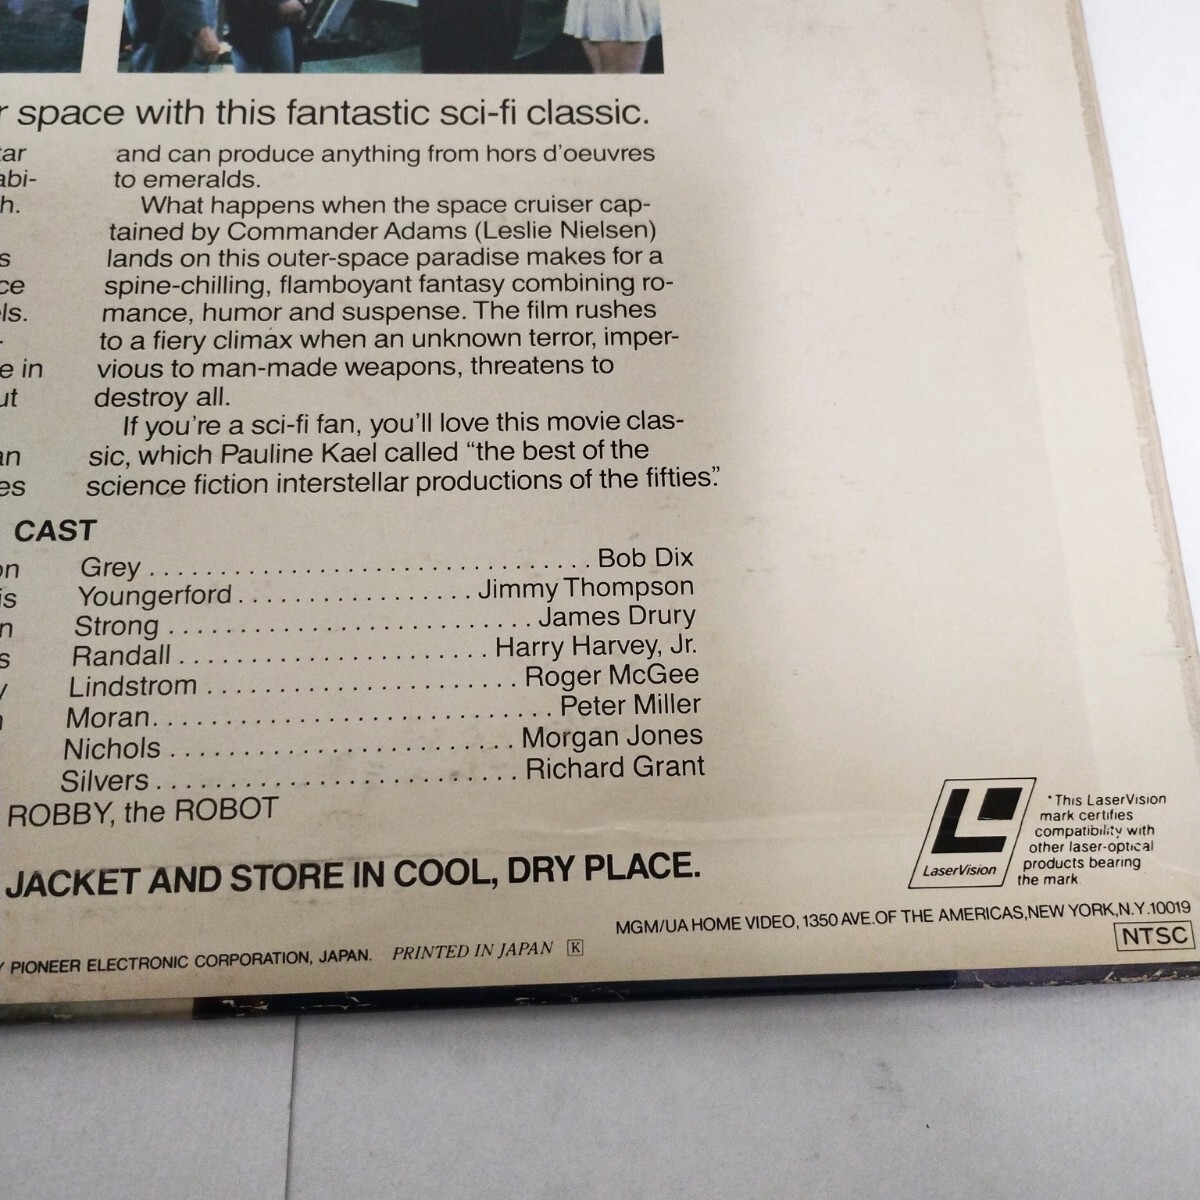 space with this fantastic sci-fi classic.
and can produce anything from hors d'oeuvres
to emeralds.
What happens when the space cruiser cap-
tained by Commander Adams (Leslie Nielsen)
lands on this outer-space paradise makes for a
spine-chilling, flamboyant fantasy combining ro-
mance, humor and suspense. The film rushes
to a fiery climax when an unknown terror, imper-
vious to man-made weapons, threatens to
destroy all.
If you're a sci-fi fan, you'll love this movie clas-
sic, which Pauline Kael called “the best of the
science fiction interstellar productions of the fifties.”
in
CAST
Grey ............................... Bob Dix
Youngerford ................. Jimmy Thompson
Strong .......................... James Drury
Randall ...................... Harry Harvey, Jr.
Lindstrom ...................... Roger McGee
Moran ............................ Peter Miller
Nichols ........................ Morgan Jones
Silvers .......................... Richard Grant
ROBBY, the ROBOT
JACKET AND STORE IN COOL, DRY PLACE.
LaserVision
*This LaserVision
mark certifies
compatibility with
other laser-optical
products bearing
the mark.
MGM/UA HOME VIDEO, 1350 AVE. OF THE AMERICAS, NEW YORK, N.Y. 10019
PIONEER ELECTRONIC CORPORATION, JAPAN. PRINTED IN JAPAN K
NTSC